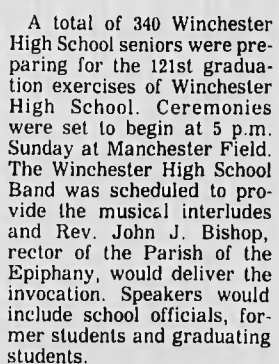 A total of 340 Winchester
High School seniors were pre-
paring for the 121st gradua-
tion exercises of Winchester
High School. Ceremonies
were set to begin at 5 p.m.
Sunday at Manchester Field.
The Winchester High School
Band was scheduled to pro-
vide the musical interludes
and Rev. John J. Bishop,
rector of the Parish of the
Epiphany, would deliver the
invocation. Speakers would
include school officials, for-
mer students and graduating
students.